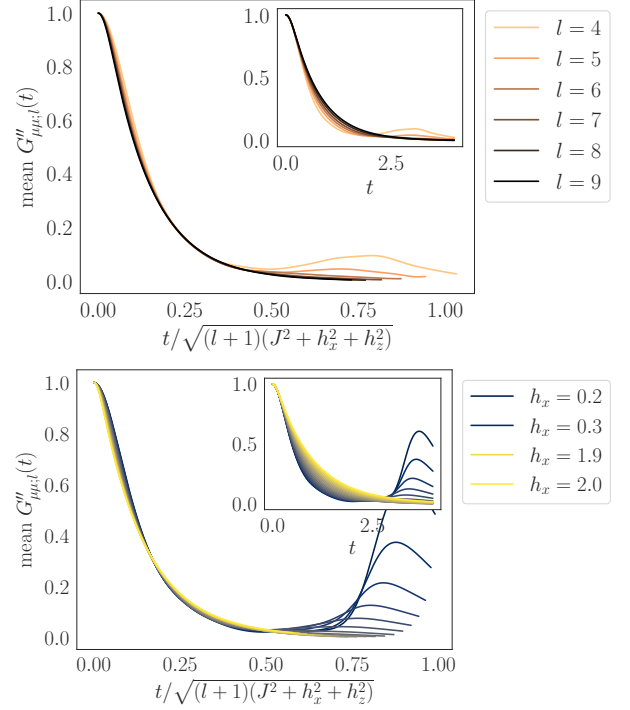 1.0
0.8
0.6
0.4
0.2
0.0
mean G''_{μμ;l}(t)
1.0
0.5
0.0
0.0 2.5
t
0.00 0.25 0.50 0.75 1.00
t/√((l + 1)(J² + h_x² + h_z²))
l = 4
l = 5
l = 6
l = 7
l = 8
l = 9
1.0
0.8
0.6
0.4
0.2
0.0
mean G''_{μμ;l}(t)
1.0
0.5
0.0
0.0 2.5
t
0.00 0.25 0.50 0.75 1.00
t/√((l + 1)(J² + h_x² + h_z²))
h_x = 0.2
h_x = 0.3
h_x = 1.9
h_x = 2.0